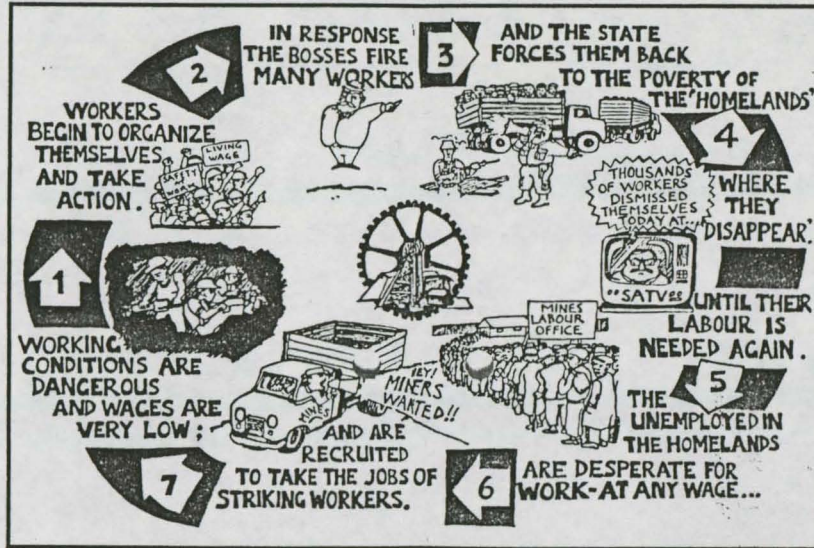 1
WORKING
CONDITIONS ARE
DANGEROUS
AND WAGES ARE
VERY LOW;
WORKERS
BEGIN TO ORGANIZE
THEMSELVES
AND TAKE
ACTION.
LIVING
WAGE
SAFETY
2
IN RESPONSE
THE BOSSES FIRE
MANY WORKERS
3
AND THE STATE
FORCES THEM BACK
TO THE POVERTY OF
THE 'HOMELANDS'
4
WHERE
THEY
'DISAPPEAR'.
THOUSANDS
OF WORKERS
DISMISSED
THEMSELVES
TODAY AT..
SATV
UNTIL THEIR
LABOUR IS
NEEDED AGAIN.
5
THE
UNEMPLOYED IN
THE HOMELANDS
MINES
LABOUR
OFFICE
6
ARE DESPERATE FOR
WORK-AT ANY WAGE...
HEY!
MINERS
WANTED!!
MINES
7
AND ARE
RECRUITED
TO TAKE THE JOBS OF
STRIKING WORKERS.